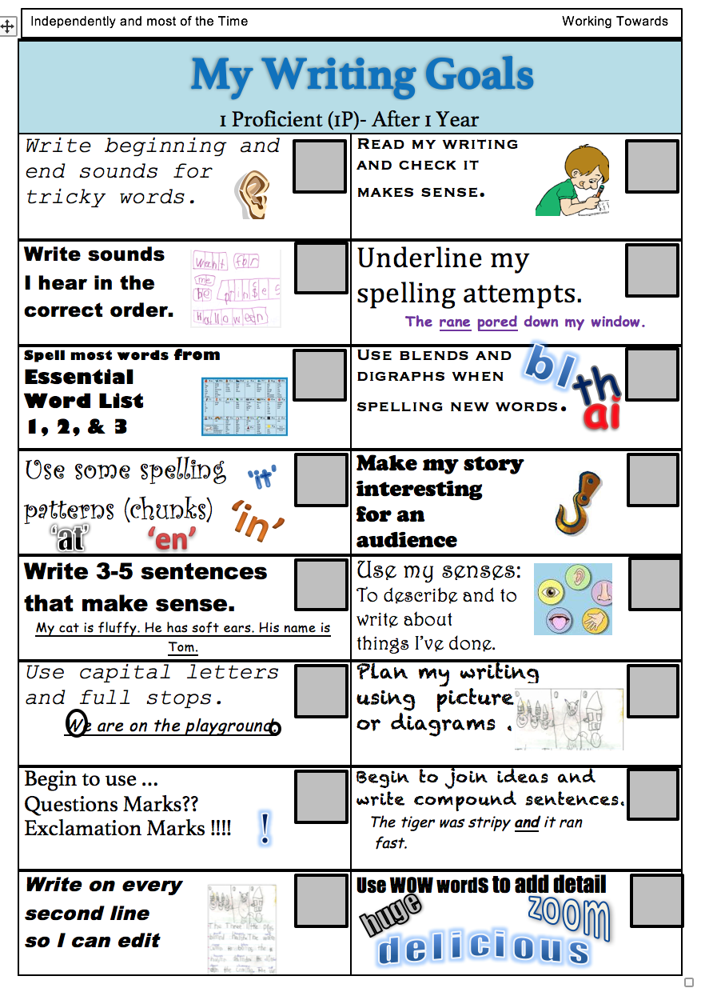 Independently and most of the Time
Working Towards
My Writing Goals
1 Proficient (1P)- After 1 Year
Write beginning and
end sounds for
tricky words.
READ MY WRITING
AND CHECK IT
MAKES SENSE.
Write sounds
I hear in the
correct order.
for
me
be
Halloween
Underline my
spelling attempts.
The rane pored down my window.
Spell most words from
Essential
Word List
1, 2, & 3
USE BLENDS AND
DIGRAPHS WHEN
SPELLING NEW WORDS.
bl
th
ai
Use some spelling
patterns (chunks)
'it'
'at'
'en'
'in'
Make my story
interesting
for an
audience
Write 3-5 sentences
that make sense.
My cat is fluffy. He has soft ears. His name is
Tom.
Use my senses:
To describe and to
write about
things I've done.
Use capital letters
and full stops.
We are on the playground.
Plan my writing
using picture
or diagrams .
Begin to use ...
Questions Marks??
Exclamation Marks !!!!
!
Begin to join ideas and
write compound sentences.
The tiger was stripy and it ran
fast.
Write on every
second line
so I can edit
Use WOW words to add detail
huge
zoom
delicious